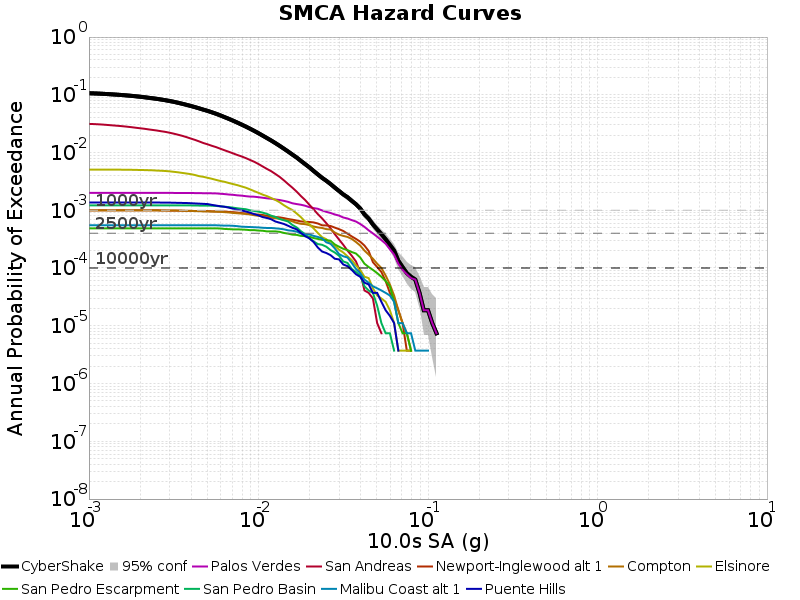 SMCA Hazard Curves
Annual Probability of Exceedance
10^0
10^-1
10^-2
10^-3
10^-4
10^-5
10^-6
10^-7
10^-8
1000yr
2500yr
10000yr
10^-3 10^-2 10^-1 10^0 10^1
10.0s SA (g)
CyberShake 95% conf Palos Verdes San Andreas Newport-Inglewood alt 1 Compton Elsinore
San Pedro Escarpment San Pedro Basin Malibu Coast alt 1 Puente Hills